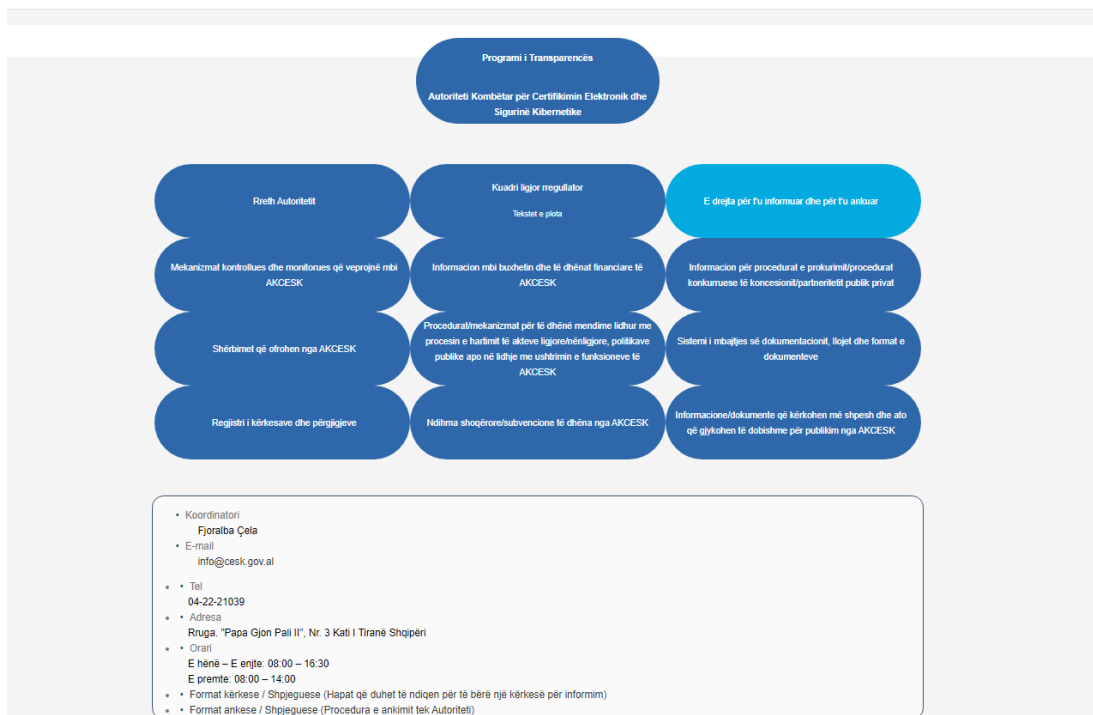 Programi i Transparencës
Autoriteti Kombëtar për Certifikimin Elektronik dhe
Sigurinë Kibernetike
Rreth Autoritetit
Kuadri ligjor rregullator
Tekstet e plota
E drejta për t'u informuar dhe për t'u ankuar
Mekanizmat kontrollues dhe monitorues që veprojnë mbi
AKCESK
Informacion mbi buxhetin dhe të dhënat financiare të
AKCESK
Informacion për procedurat e prokurimit/procedurat
konkurruese të koncesionit/partneritetit publik privat
Shërbimet që ofrohen nga AKCESK
Procedurat/mekanizmat për të dhënë mendime lidhur me
procesin e hartimit të akteve ligjore/nënligjore, politikave
publike apo në lidhje me ushtrimin e funksioneve të
AKCESK
Sistemi i mbajtjes së dokumentacionit, llojet dhe format e
dokumenteve
Regjistri i kërkesave dhe përgjigjeve
Ndihma shoqërore/subvencione të dhëna nga AKCESK
Informacione/dokumente që kërkohen më shpesh dhe ato
që gjykohen të dobishme për publikim nga AKCESK
• Koordinatori
Fjoralba Çela
• E-mail
info@cesk.gov.al
• • Tel
04-22-21039
• • Adresa
Rruga. "Papa Gjon Pali II", Nr. 3 Kati I Tiranë Shqipëri
• • Orari
E hënë – E enjte: 08:00 – 16:30
E premte: 08:00 – 14:00
• • Format kërkese / Shpjeguese (Hapat që duhet të ndiqen për të bërë një kërkesë për informim)
• • Format ankese / Shpjeguese (Procedura e ankimit tek Autoriteti)